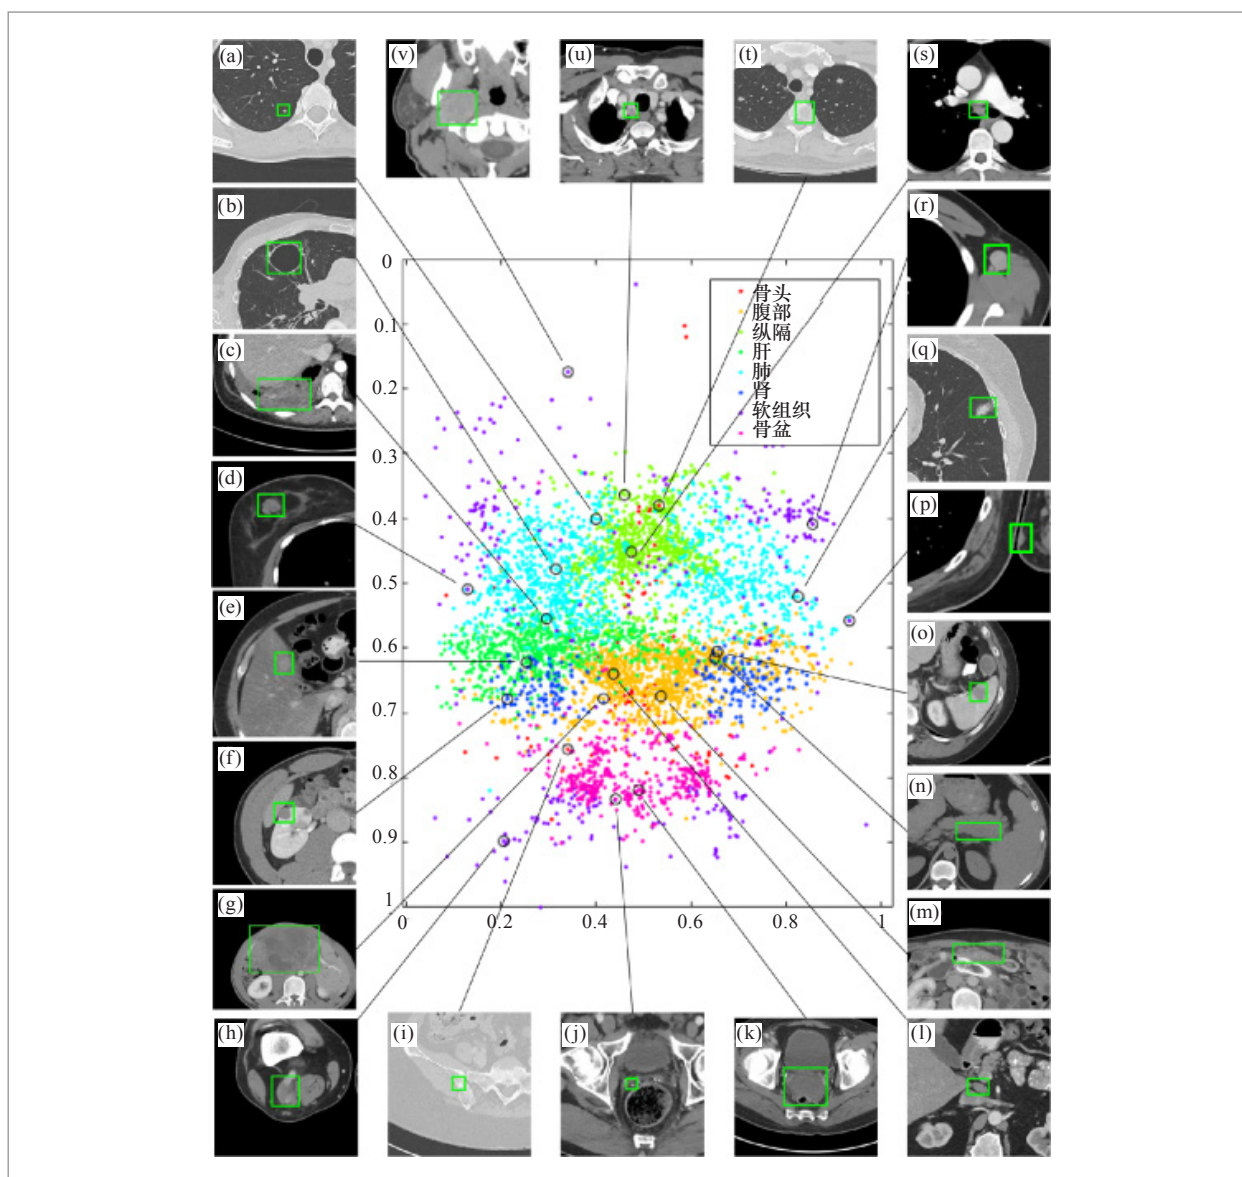 (a)
(v)
(u)
(t)
(s)
(b)
(r)
(c)
(q)
(d)
(p)
(e)
(o)
(f)
(n)
(g)
(m)
(h)
(i)
(j)
(k)
(l)
0
0.1
0.2
0.3
0.4
0.5
0.6
0.7
0.8
0.9
1
0 0.2 0.4 0.6 0.8 1
骨头
腹部
纵隔
肝
肺
肾
软组织
骨盆